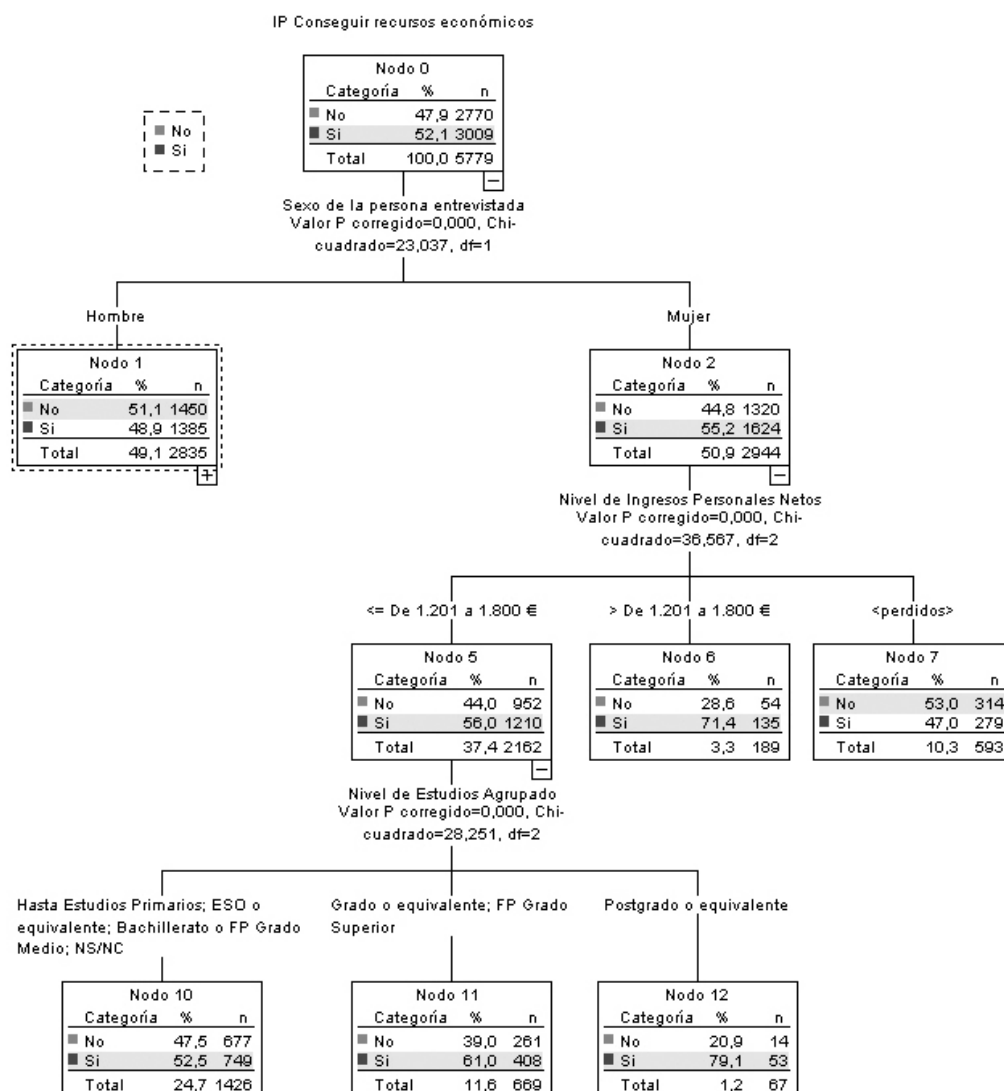 IP Conseguir recursos económicos
Nodo 0
Categoría % n
No 47,9 2770
Si 52,1 3009
Total 100,0 5779
No
Si
Sexo de la persona entrevistada
Valor P corregido=0,000, Chi-
cuadrado=23,037, df=1
Hombre
Mujer
Nodo 1
Categoría % n
No 51,1 1450
Si 48,9 1385
Total 49,1 2835
Nodo 2
Categoría % n
No 44,8 1320
Si 55,2 1624
Total 50,9 2944
Nivel de Ingresos Personales Netos
Valor P corregido=0,000, Chi-
cuadrado=36,567, df=2
<= De 1.201 a 1.800 €
> De 1.201 a 1.800 €
<perdidos>
Nodo 5
Categoría % n
No 44,0 952
Si 56,0 1210
Total 37,4 2162
Nodo 6
Categoría % n
No 28,6 54
Si 71,4 135
Total 3,3 189
Nodo 7
Categoría % n
No 53,0 314
Si 47,0 279
Total 10,3 593
Nivel de Estudios Agrupado
Valor P corregido=0,000, Chi-
cuadrado=28,251, df=2
Hasta Estudios Primarios; ESO o
equivalente; Bachillerato o FP Grado
Medio; NS/NC
Grado o equivalente; FP Grado
Superior
Postgrado o equivalente
Nodo 10
Categoría % n
No 47,5 677
Si 52,5 749
Total 24,7 1426
Nodo 11
Categoría % n
No 39,0 261
Si 61,0 408
Total 11,6 669
Nodo 12
Categoría % n
No 20,9 14
Si 79,1 53
Total 1,2 67